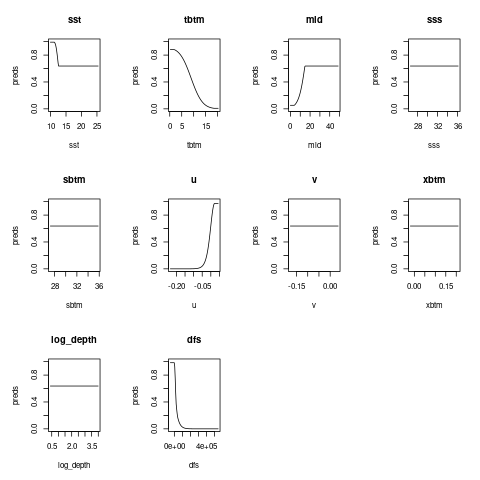 sst
preds
0.0 0.4 0.8
10 15 20 25
sst
tbtm
preds
0.0 0.4 0.8
0 5 15
tbtm
mld
preds
0.0 0.4 0.8
0 20 40
mld
sss
preds
0.0 0.4 0.8
28 32 36
sss
sbtm
preds
0.0 0.4 0.8
28 32 36
sbtm
u
preds
0.0 0.4 0.8
-0.20 -0.05
u
v
preds
0.0 0.4 0.8
-0.15 0.00
v
xbtm
preds
0.0 0.4 0.8
0.00 0.15
xbtm
log_depth
preds
0.0 0.4 0.8
0.5 2.0 3.5
log_depth
dfs
preds
0.0 0.4 0.8
0e+00 4e+05
dfs